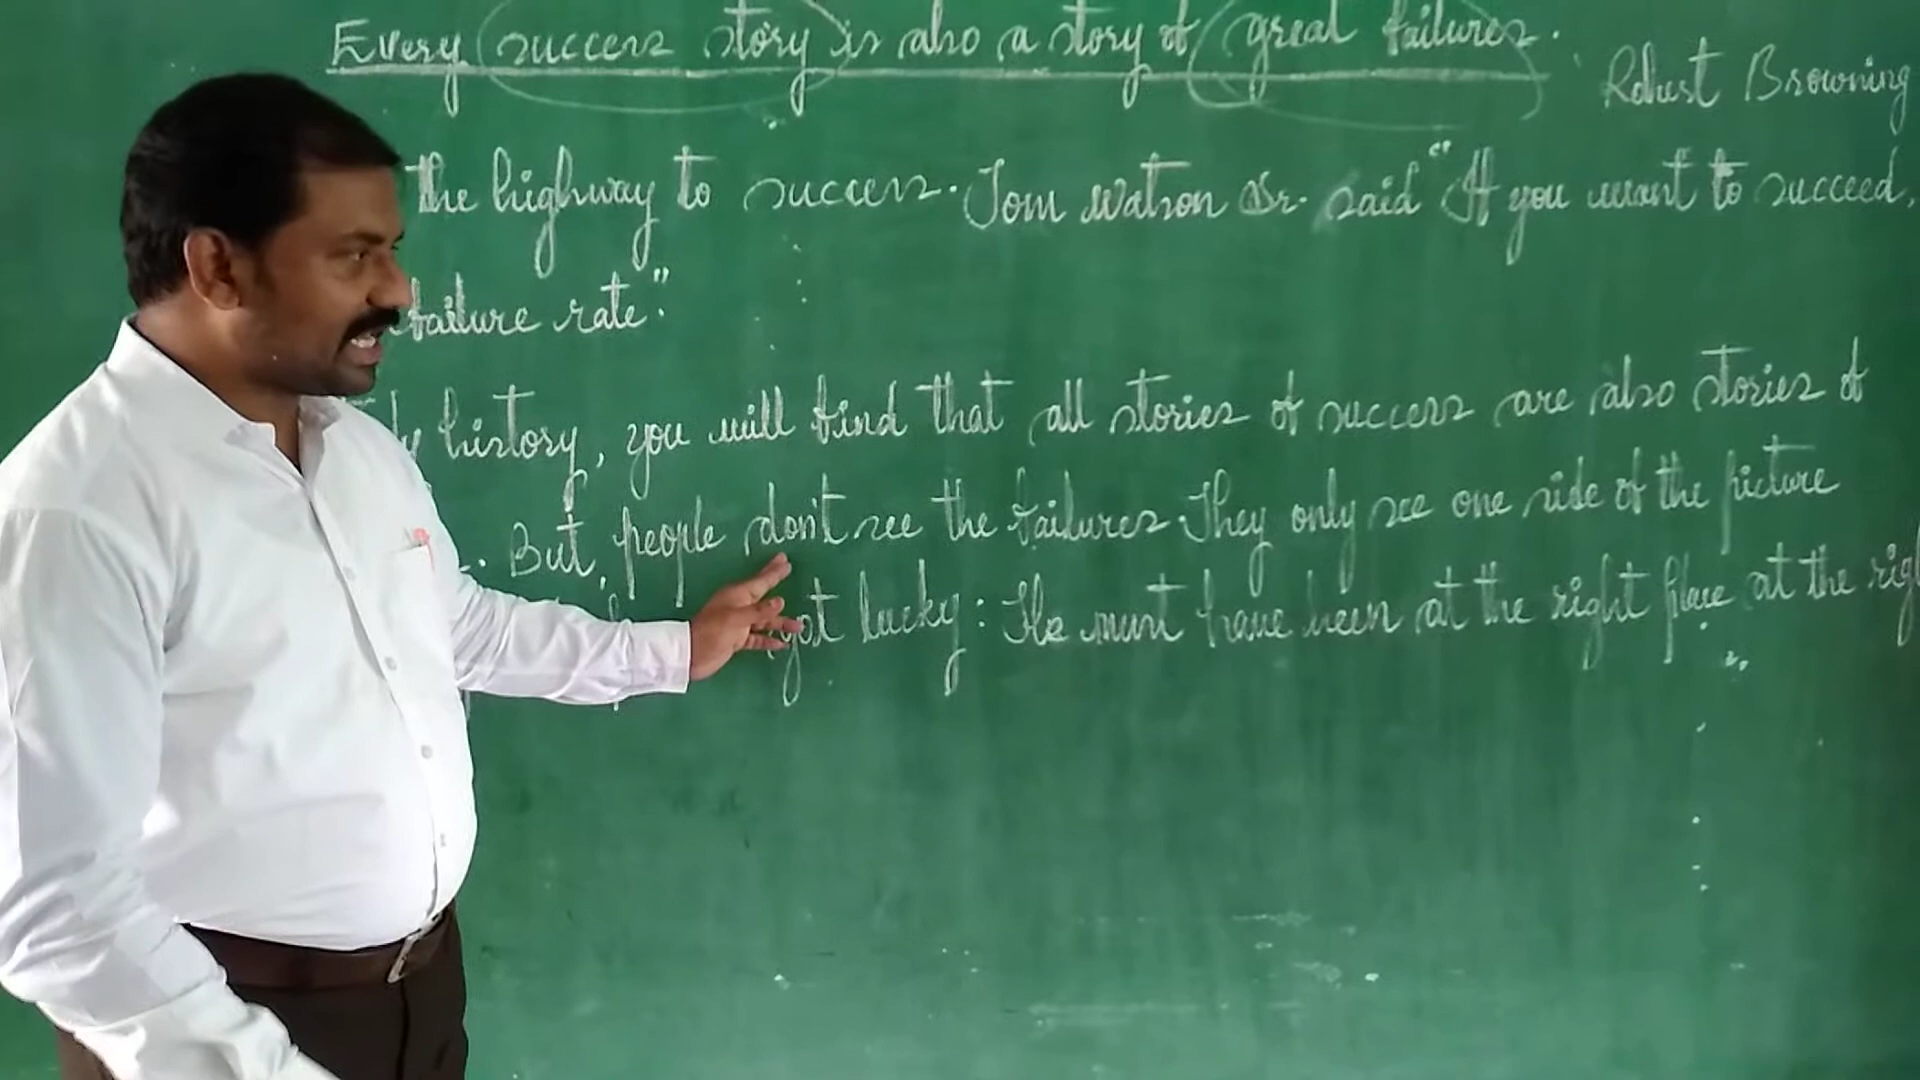 Every success story is also a story of great failures.
Robust Browning
the highway to success. Tom Watson Sr. said "If you want to succeed,
failure rate."
history, you will find that all stories of success are also stories of
But, people don't see the failures. They only see one side of the picture
got lucky: He must have been at the right place at the